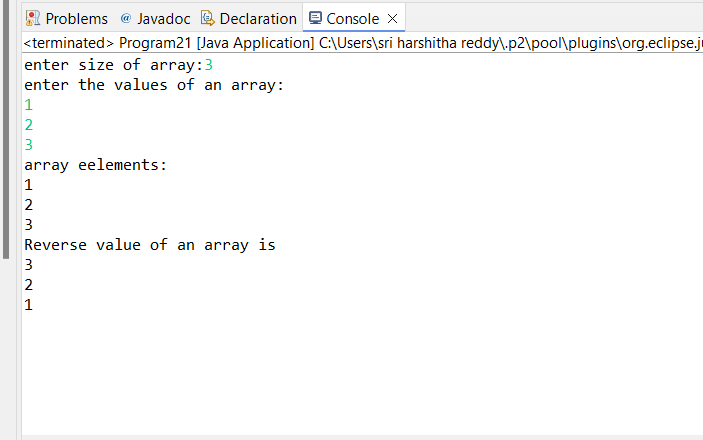 Problems @ Javadoc Declaration Console
<terminated> Program21 [Java Application] C:\Users\sri harshitha reddy\.p2\pool\plugins\org.eclipse.ju
enter size of array:3
enter the values of an array:
1
2
3
array eelements:
1
2
3
Reverse value of an array is
3
2
1